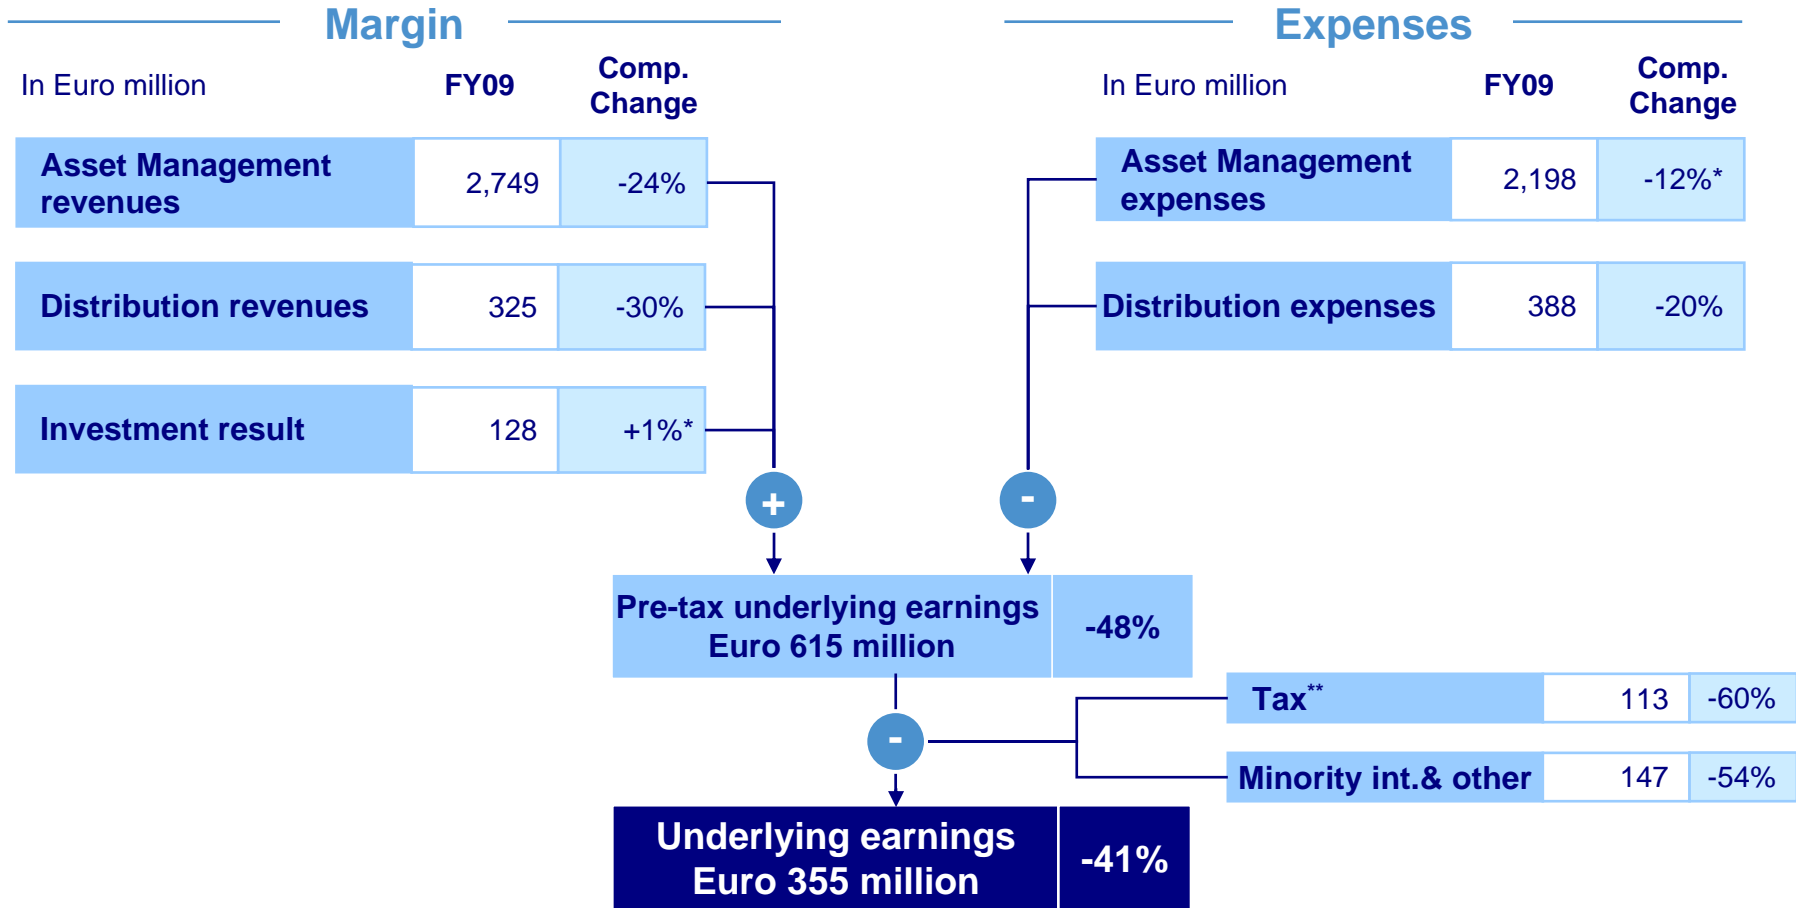 Margin
In Euro million FY09 Comp. Change
Asset Management revenues 2,749 -24%
Distribution revenues 325 -30%
Investment result 128 +1%*
Expenses
In Euro million FY09 Comp. Change
Asset Management expenses 2,198 -12%*
Distribution expenses 388 -20%
+
-
Pre-tax underlying earnings
Euro 615 million
-48%
-
Tax** 113 -60%
Minority int.& other 147 -54%
Underlying earnings
Euro 355 million
-41%